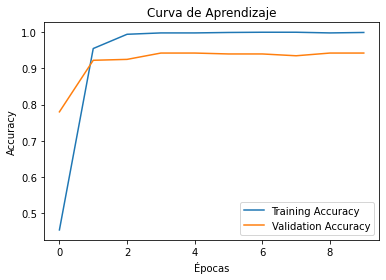 Curva de Aprendizaje
1.0
0.9
0.8
0.7
0.6
0.5
Accuracy
0 2 4 6 8
Épocas
Training Accuracy
Validation Accuracy